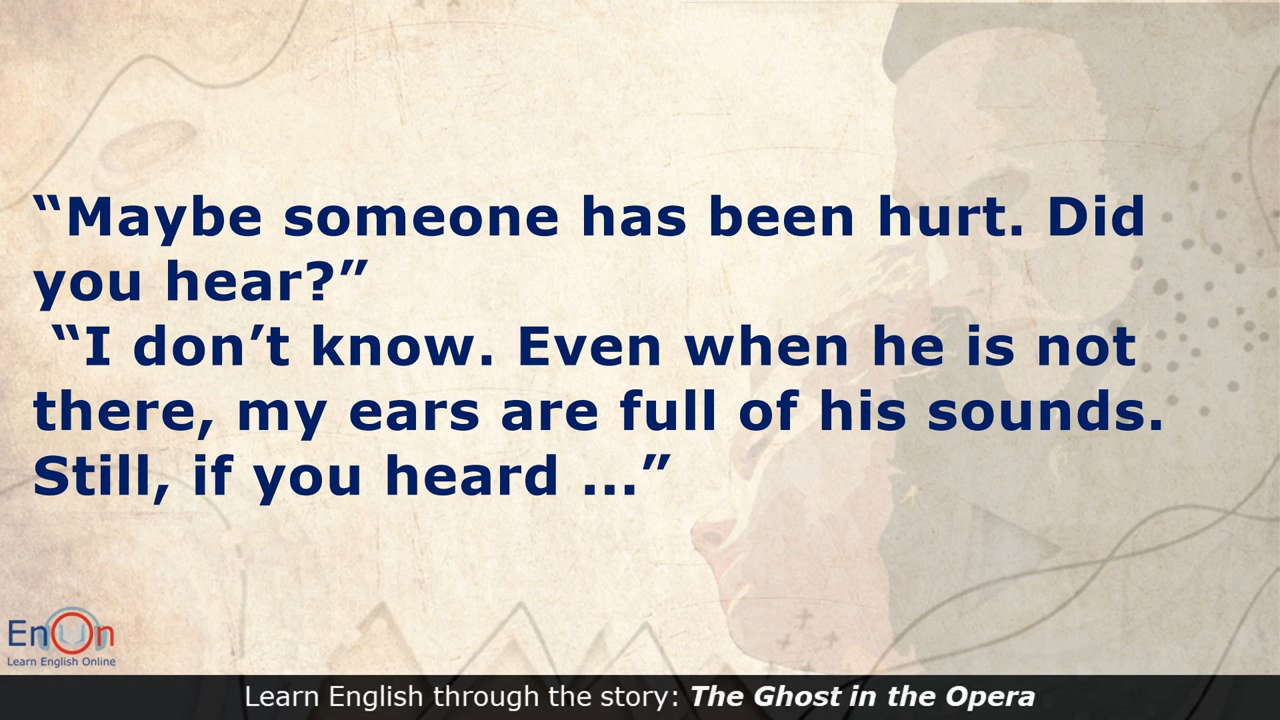 “Maybe someone has been hurt. Did
you hear?”
“I don’t know. Even when he is not
there, my ears are full of his sounds.
Still, if you heard ...”
EnOn
Learn English Online
Learn English through the story: The Ghost in the Opera